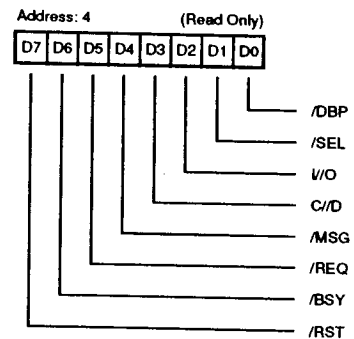 Address: 4 (Read Only)
D7 D6 D5 D4 D3 D2 D1 D0
/DBP
/SEL
I//O
C//D
/MSG
/REQ
/BSY
/RST